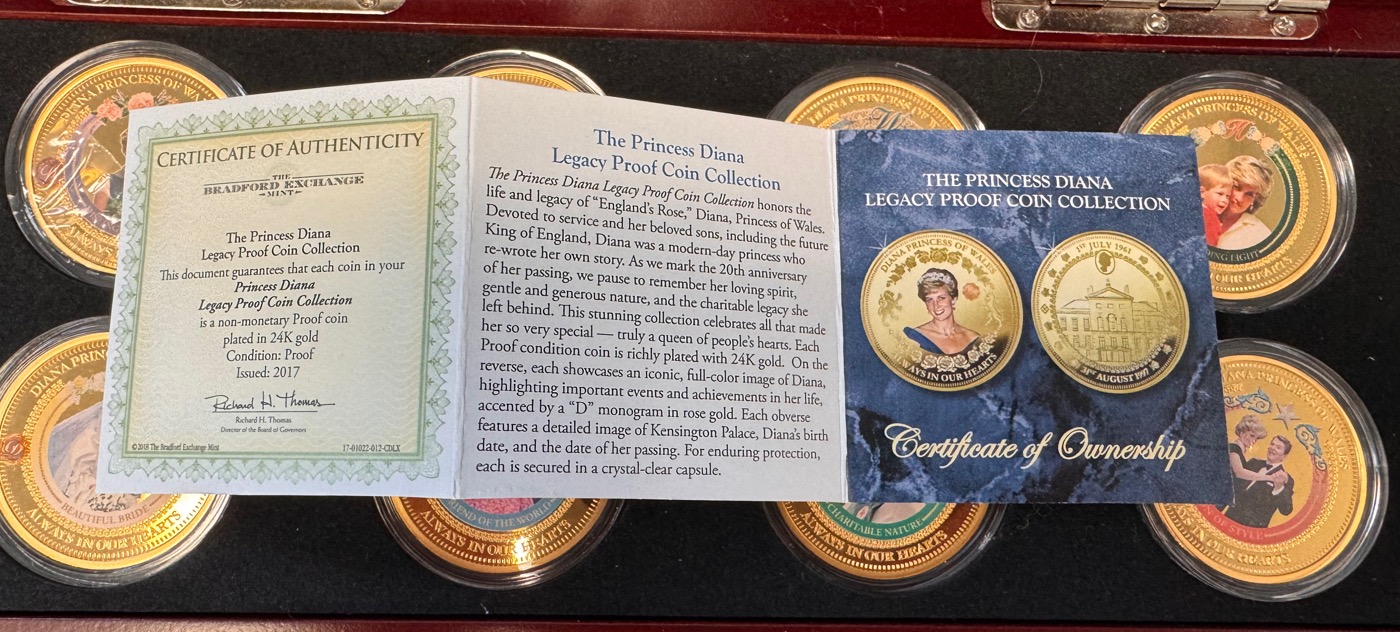 CERTIFICATE OF AUTHENTICITY
THE
BRADFORD EXCHANGE
MINT
The Princess Diana
Legacy Proof Coin Collection
This document guarantees that each coin in your
Princess Diana
Legacy Proof Coin Collection
is a non-monetary Proof coin
plated in 24K gold
Condition: Proof
Issued: 2017
Richard H. Thomas
Richard H. Thomas
Director of the Board of Governors
©2018 The Bradford Exchange Mint
17-01022-012-CDLX
The Princess Diana
Legacy Proof Coin Collection
The Princess Diana Legacy Proof Coin Collection honors the
life and legacy of “England’s Rose,” Diana, Princess of Wales.
Devoted to service and her beloved sons, including the future
King of England, Diana was a modern-day princess who
re-wrote her own story. As we mark the 20th anniversary
of her passing, we pause to remember her loving spirit,
gentle and generous nature, and the charitable legacy she
left behind. This stunning collection celebrates all that made
her so very special — truly a queen of people’s hearts. Each
Proof condition coin is richly plated with 24K gold. On the
reverse, each showcases an iconic, full-color image of Diana,
highlighting important events and achievements in her life,
accented by a “D” monogram in rose gold. Each obverse
features a detailed image of Kensington Palace, Diana’s birth
date, and the date of her passing. For enduring protection,
each is secured in a crystal-clear capsule.
THE PRINCESS DIANA
LEGACY PROOF COIN COLLECTION
DIANA PRINCESS OF WALES
ALWAYS IN OUR HEARTS
1ST JULY 1961
31ST AUGUST 1997
Certificate of Ownership
DIANA PRINCESS OF
DIANA PRINCESS OF WALES
OUR HEARTS
BEAUTIFUL BRIDE
ALWAYS IN OUR HEARTS
FRIEND OF THE WORLD
ALWAYS IN OUR HEARTS
CHARITABLE NATURE
ALWAYS IN OUR HEARTS
OF STYLE
IN OUR HEARTS